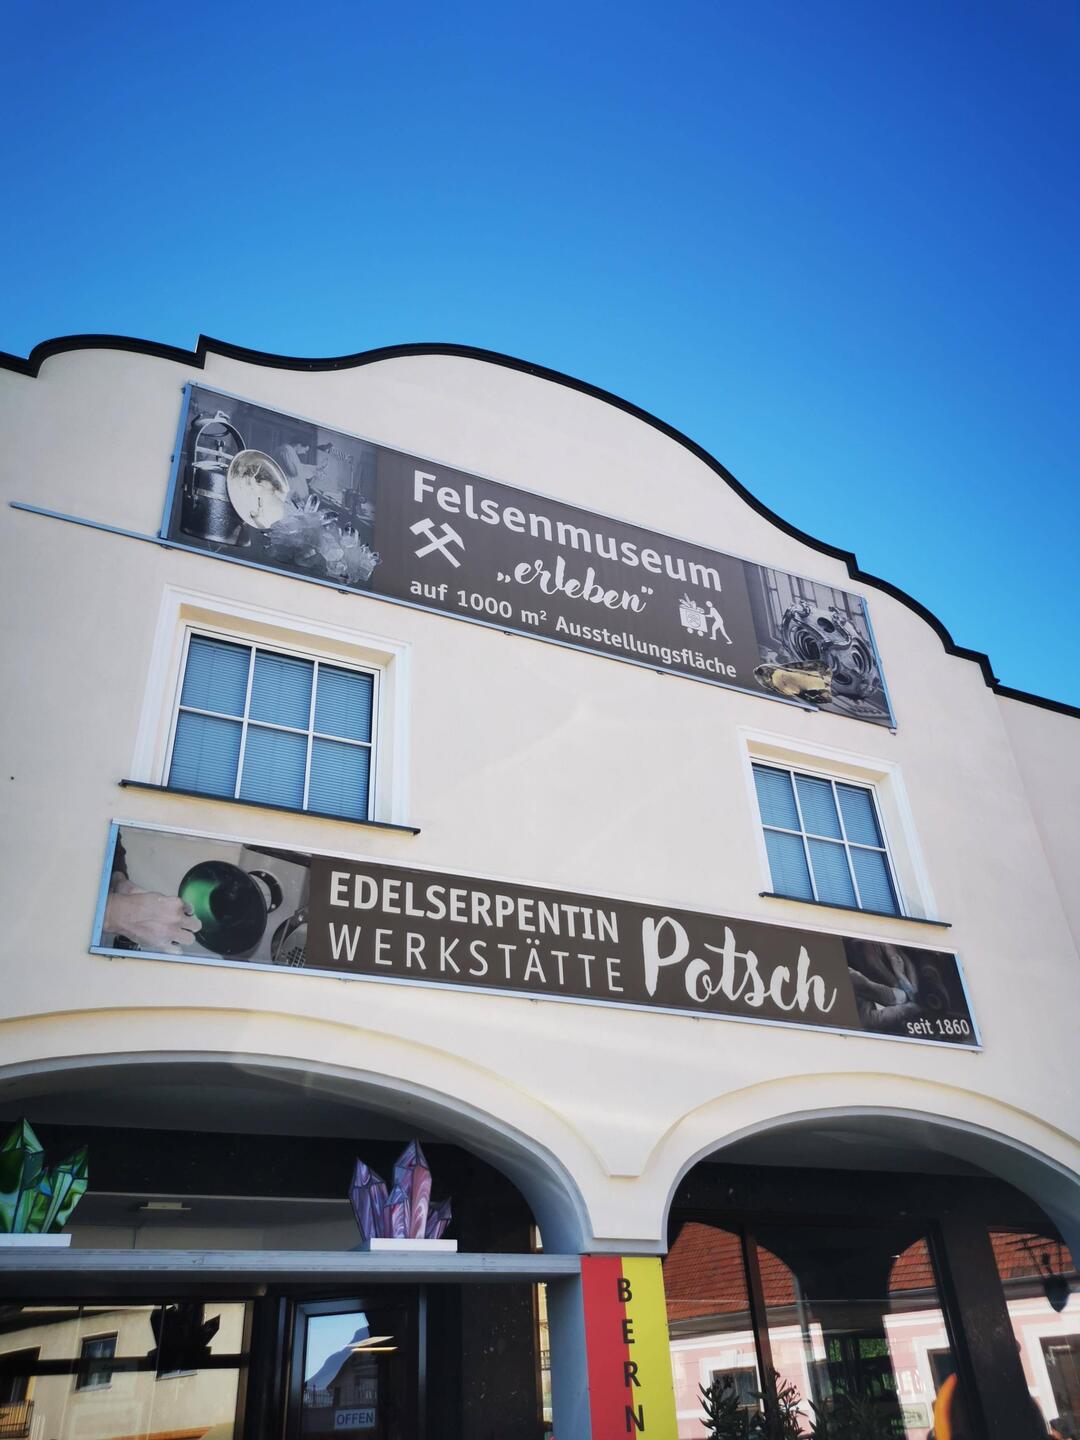 Felsenmuseum
„erleben“
auf 1000 m² Ausstellungsfläche
EDELSERPENTIN
WERKSTÄTTE
Potsch
seit 1860
BERN
OFFEN